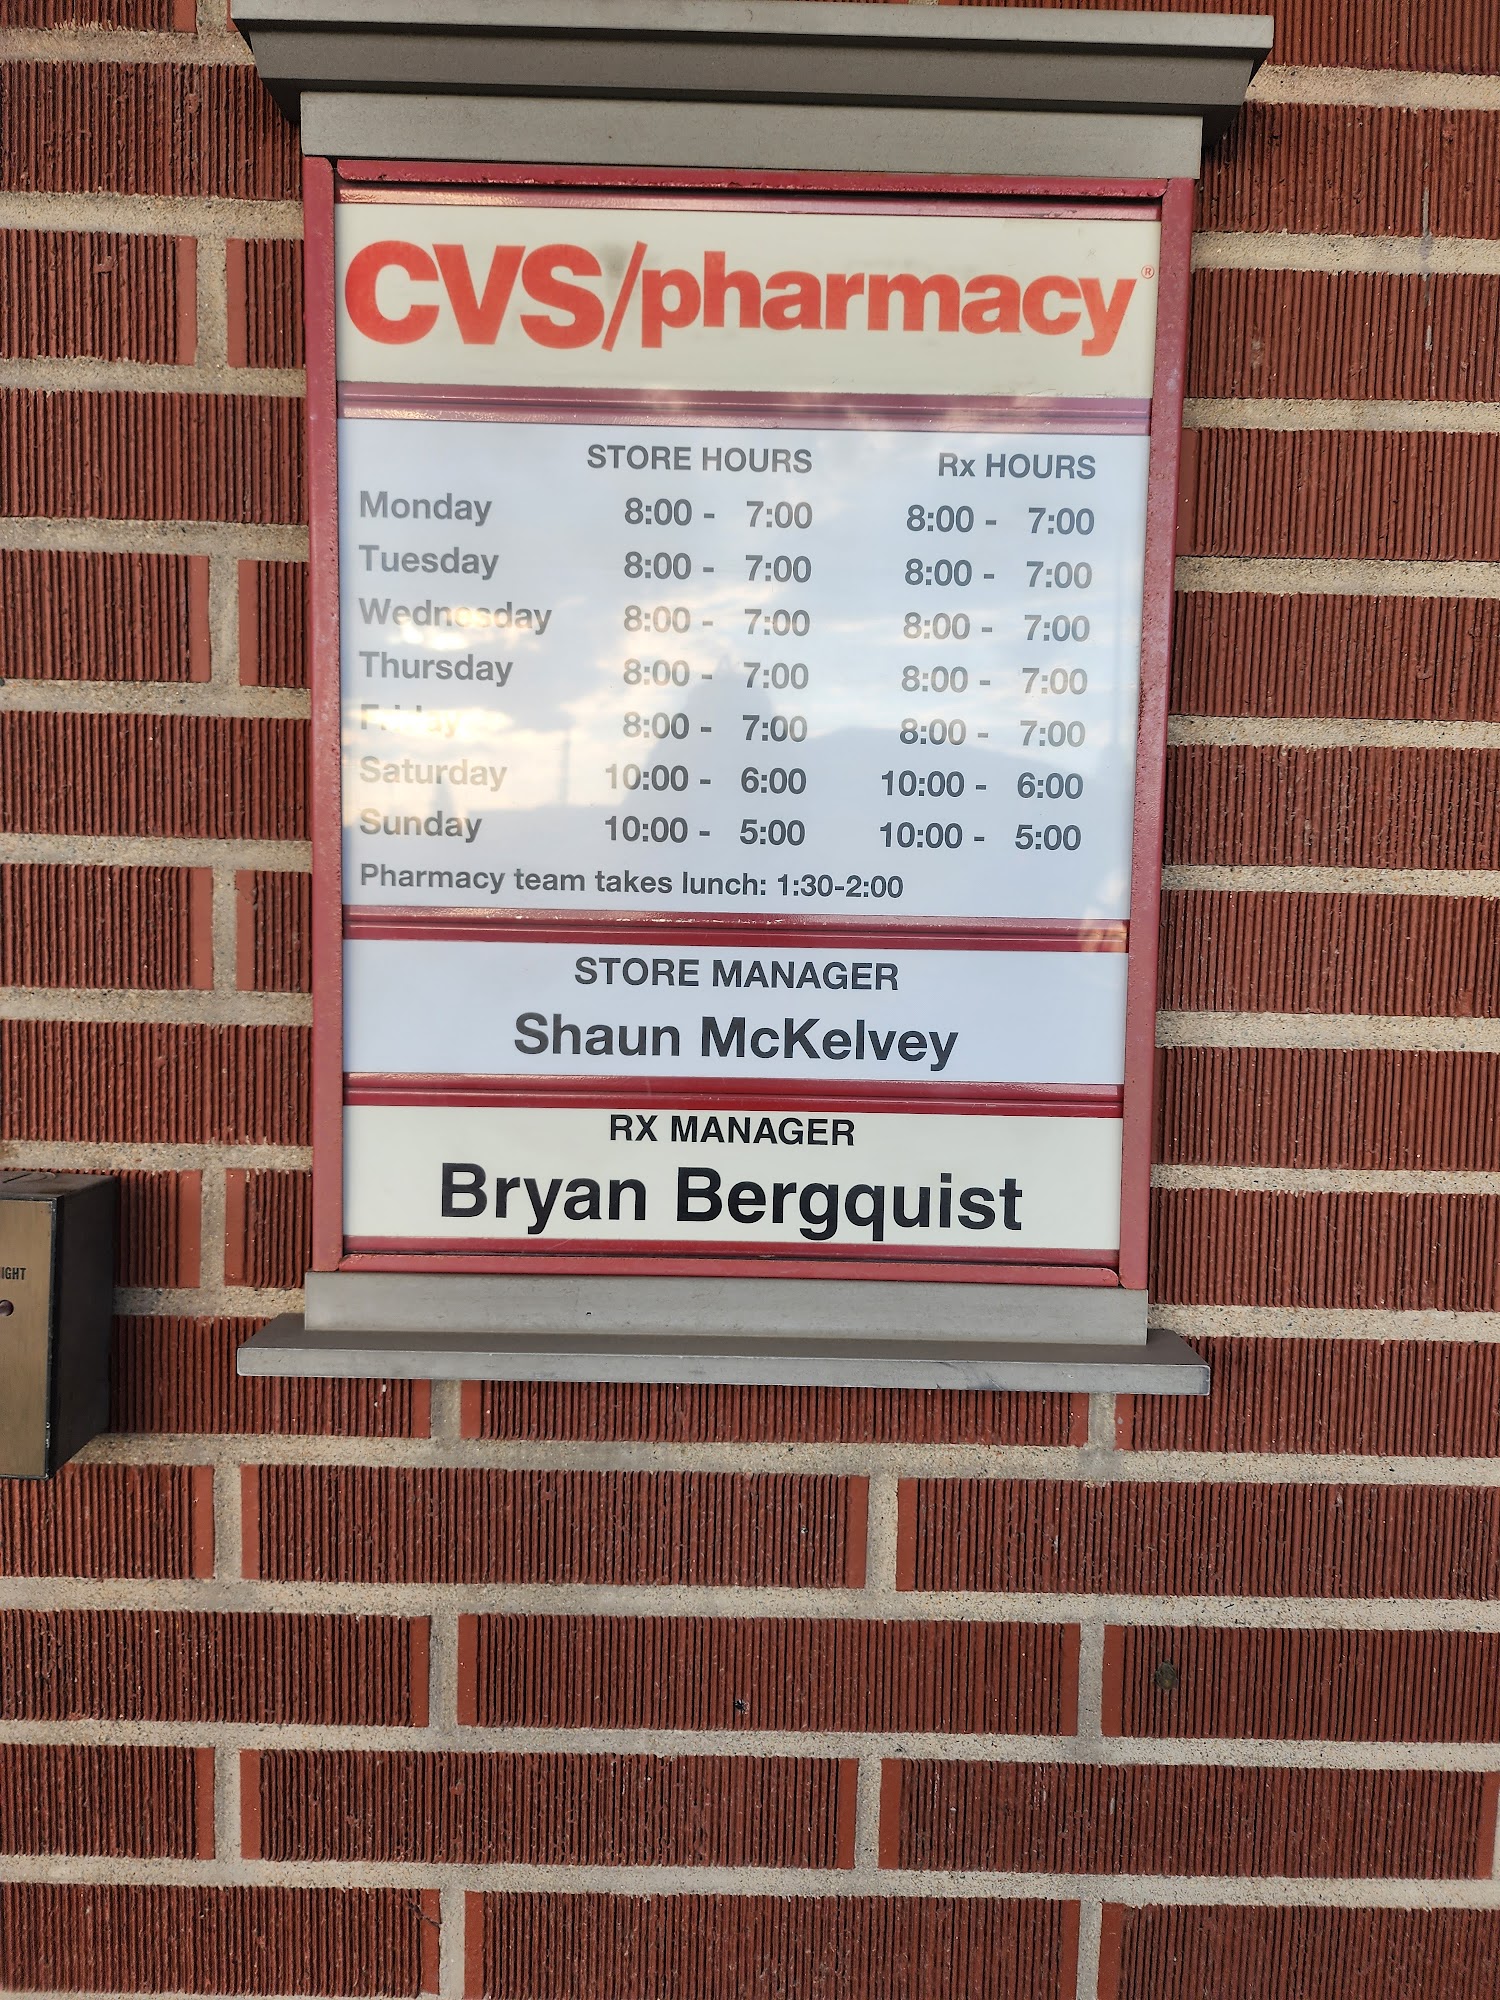 CVS/pharmacy®
STORE HOURS Rx HOURS
Monday 8:00 - 7:00 8:00 - 7:00
Tuesday 8:00 - 7:00 8:00 - 7:00
Wednesday 8:00 - 7:00 8:00 - 7:00
Thursday 8:00 - 7:00 8:00 - 7:00
Friday 8:00 - 7:00 8:00 - 7:00
Saturday 10:00 - 6:00 10:00 - 6:00
Sunday 10:00 - 5:00 10:00 - 5:00
Pharmacy team takes lunch: 1:30-2:00
STORE MANAGER
Shaun McKelvey
RX MANAGER
Bryan Bergquist